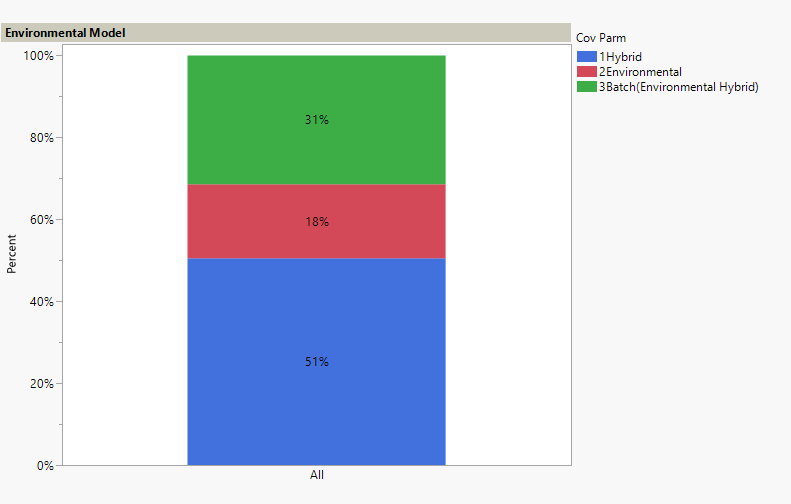 Environmental Model
Cov Parm
1Hybrid
2Environmental
3Batch(Environmental Hybrid)
100%
80%
60%
40%
20%
0%
Percent
31%
18%
51%
All